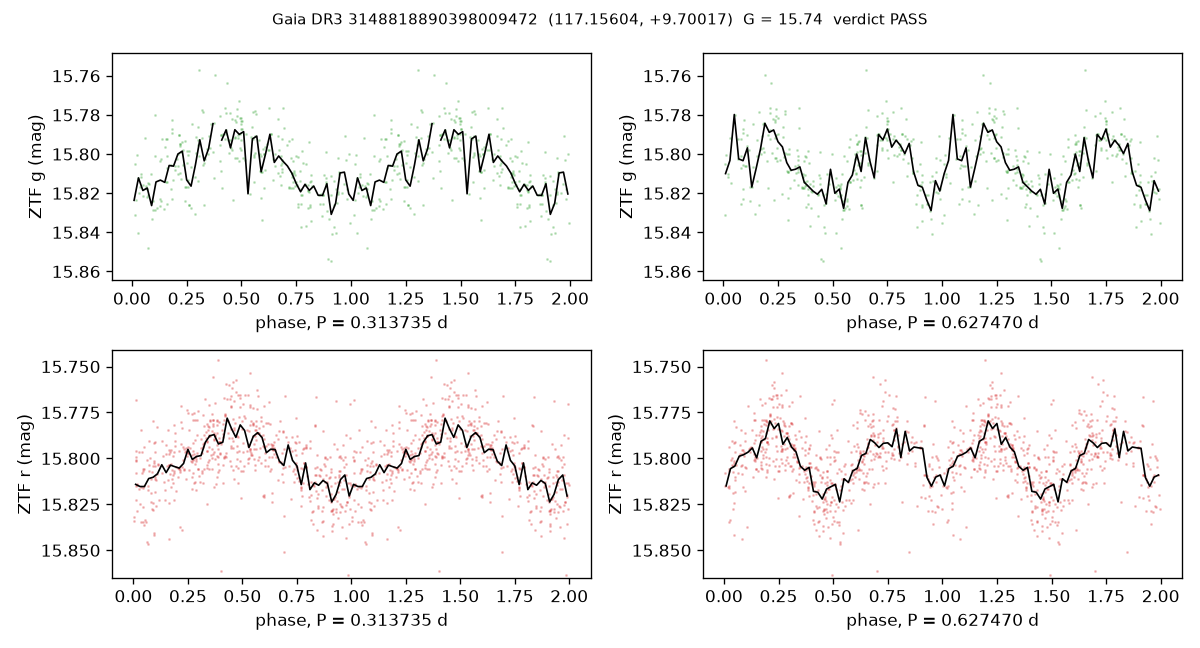 Gaia DR3 3148818890398009472 (117.15604, +9.70017) G = 15.74 verdict PASS
ZTF g (mag)
15.76
15.78
15.80
15.82
15.84
15.86
0.00 0.25 0.50 0.75 1.00 1.25 1.50 1.75 2.00
phase, P = 0.313735 d
ZTF g (mag)
15.76
15.78
15.80
15.82
15.84
15.86
0.00 0.25 0.50 0.75 1.00 1.25 1.50 1.75 2.00
phase, P = 0.627470 d
ZTF r (mag)
15.750
15.775
15.800
15.825
15.850
0.00 0.25 0.50 0.75 1.00 1.25 1.50 1.75 2.00
phase, P = 0.313735 d
ZTF r (mag)
15.750
15.775
15.800
15.825
15.850
0.00 0.25 0.50 0.75 1.00 1.25 1.50 1.75 2.00
phase, P = 0.627470 d